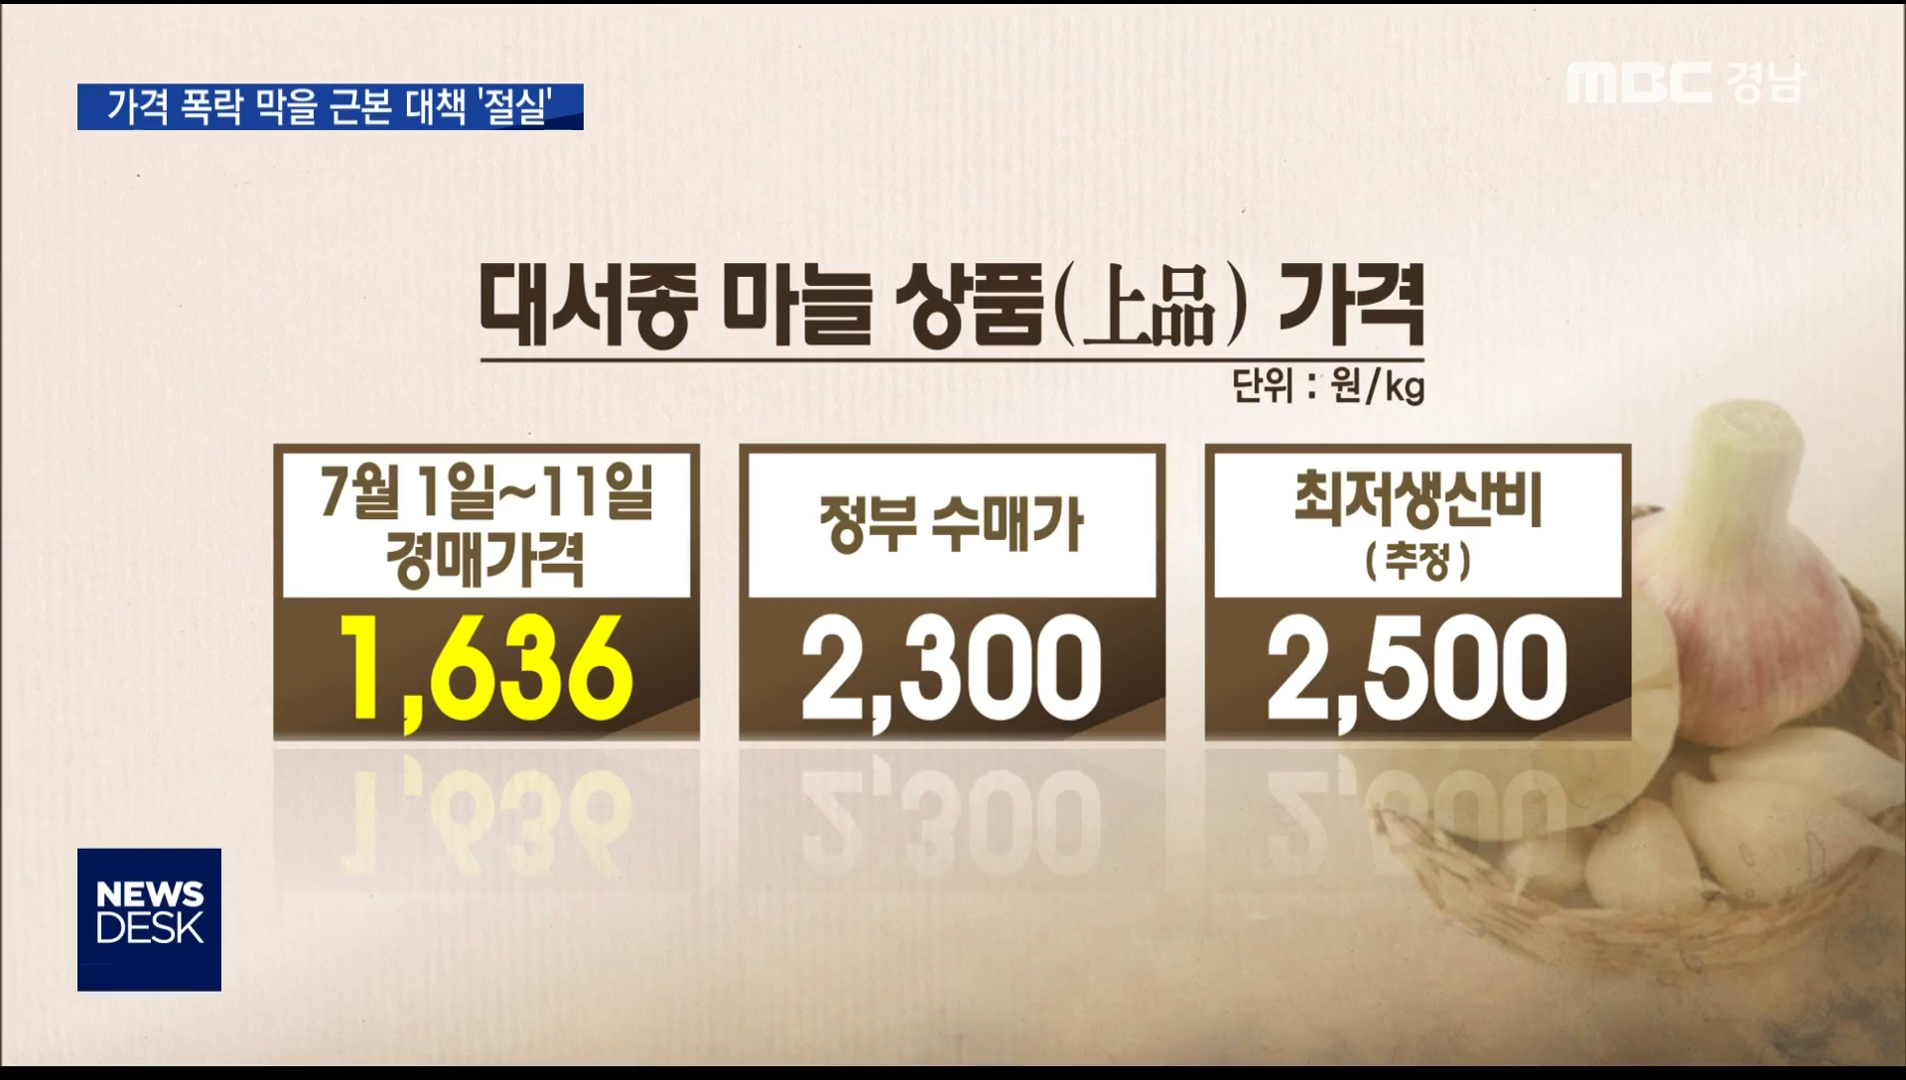 가격 폭락 막을 근본 대책 '절실'
MBC 경남
대서종 마늘 상품(上品) 가격
단위 : 원/kg
7월 1일~11일
경매가격
1,636
정부 수매가
2,300
최저생산비
(추정)
2,500
NEWS
DESK